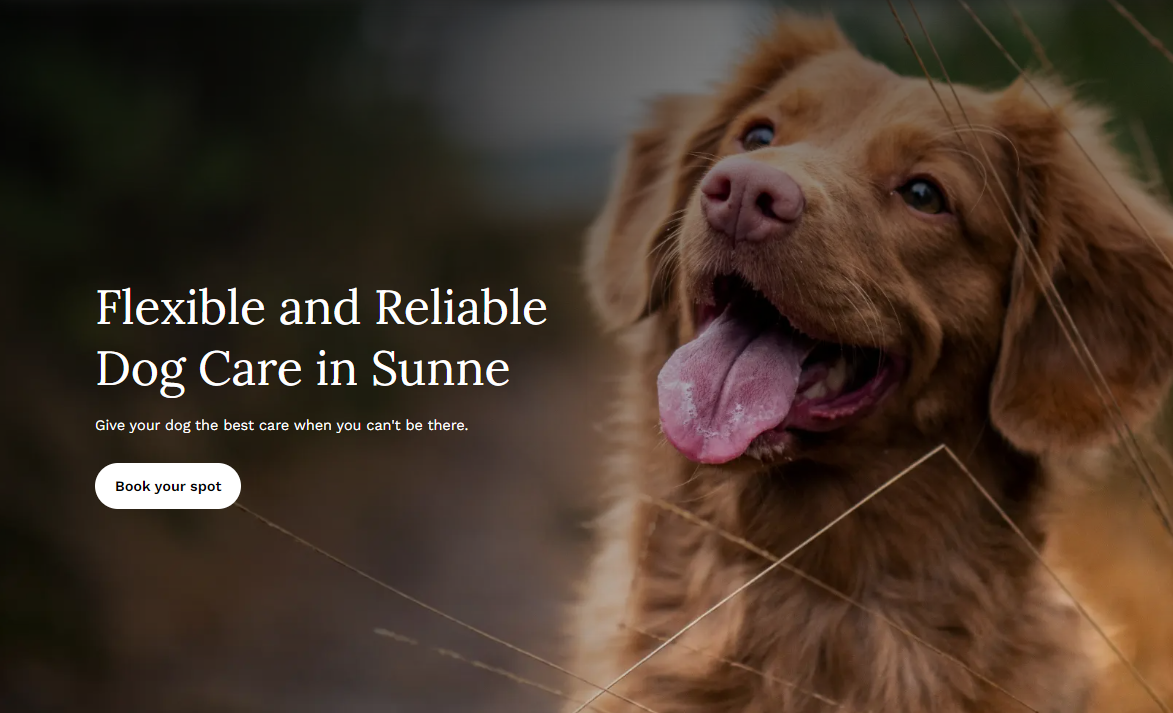 Flexible and Reliable
Dog Care in Sunne
Give your dog the best care when you can't be there.
Book your spot